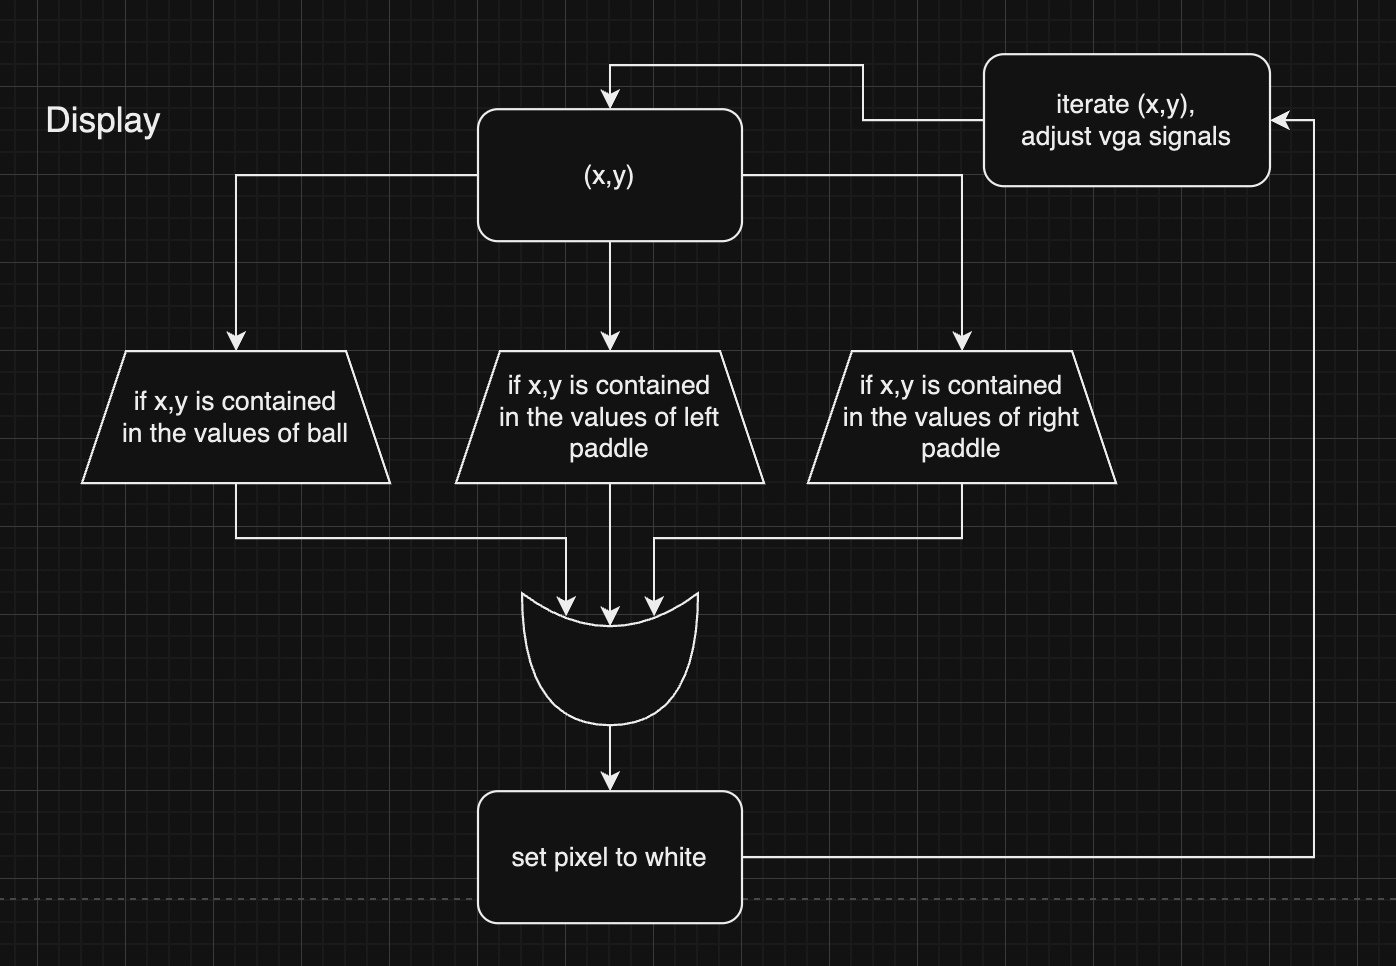 Display
iterate (x,y),
adjust vga signals
(x,y)
if x,y is contained
in the values of ball
if x,y is contained
in the values of left
paddle
if x,y is contained
in the values of right
paddle
set pixel to white